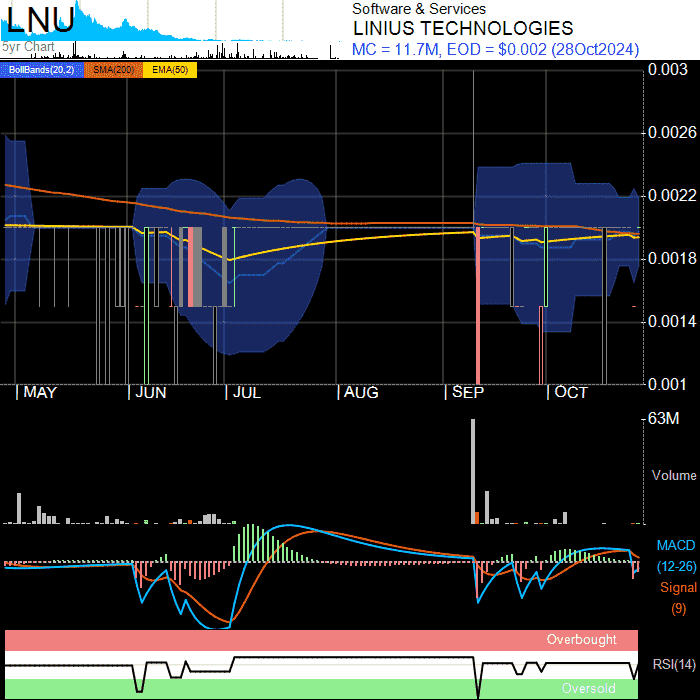 LNU
5yr Chart
Software & Services
LINIUS TECHNOLOGIES
MC = 11.7M, EOD = $0.002 (28Oct2024)
BollBands(20,2) SMA(200) EMA(50)
0.003
0.0026
0.0022
0.0018
0.0014
0.001
MAY JUN JUL AUG SEP OCT
63M
Volume
MACD
(12-26)
Signal
(9)
Overbought
RSI(14)
Oversold